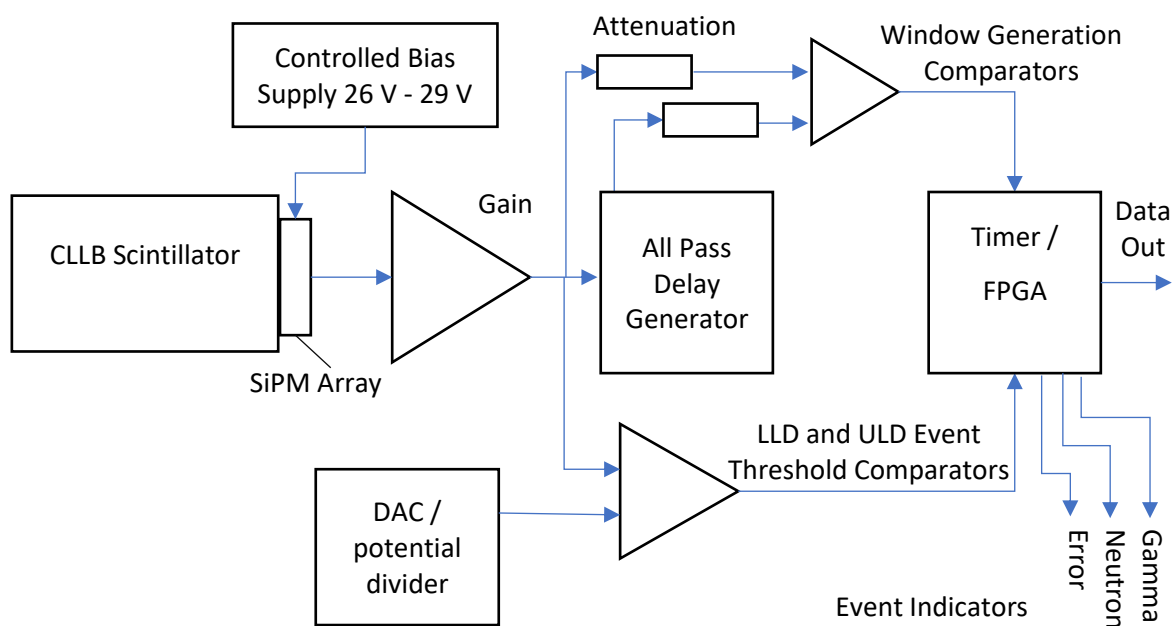 Controlled Bias
Supply 26 V - 29 V
Attenuation
Window Generation
Comparators
CLLB Scintillator
SiPM Array
Gain
All Pass
Delay
Generator
Timer /
FPGA
Data
Out
LLD and ULD Event
Threshold Comparators
DAC /
potential
divider
Error
Neutron
Gamma
Event Indicators